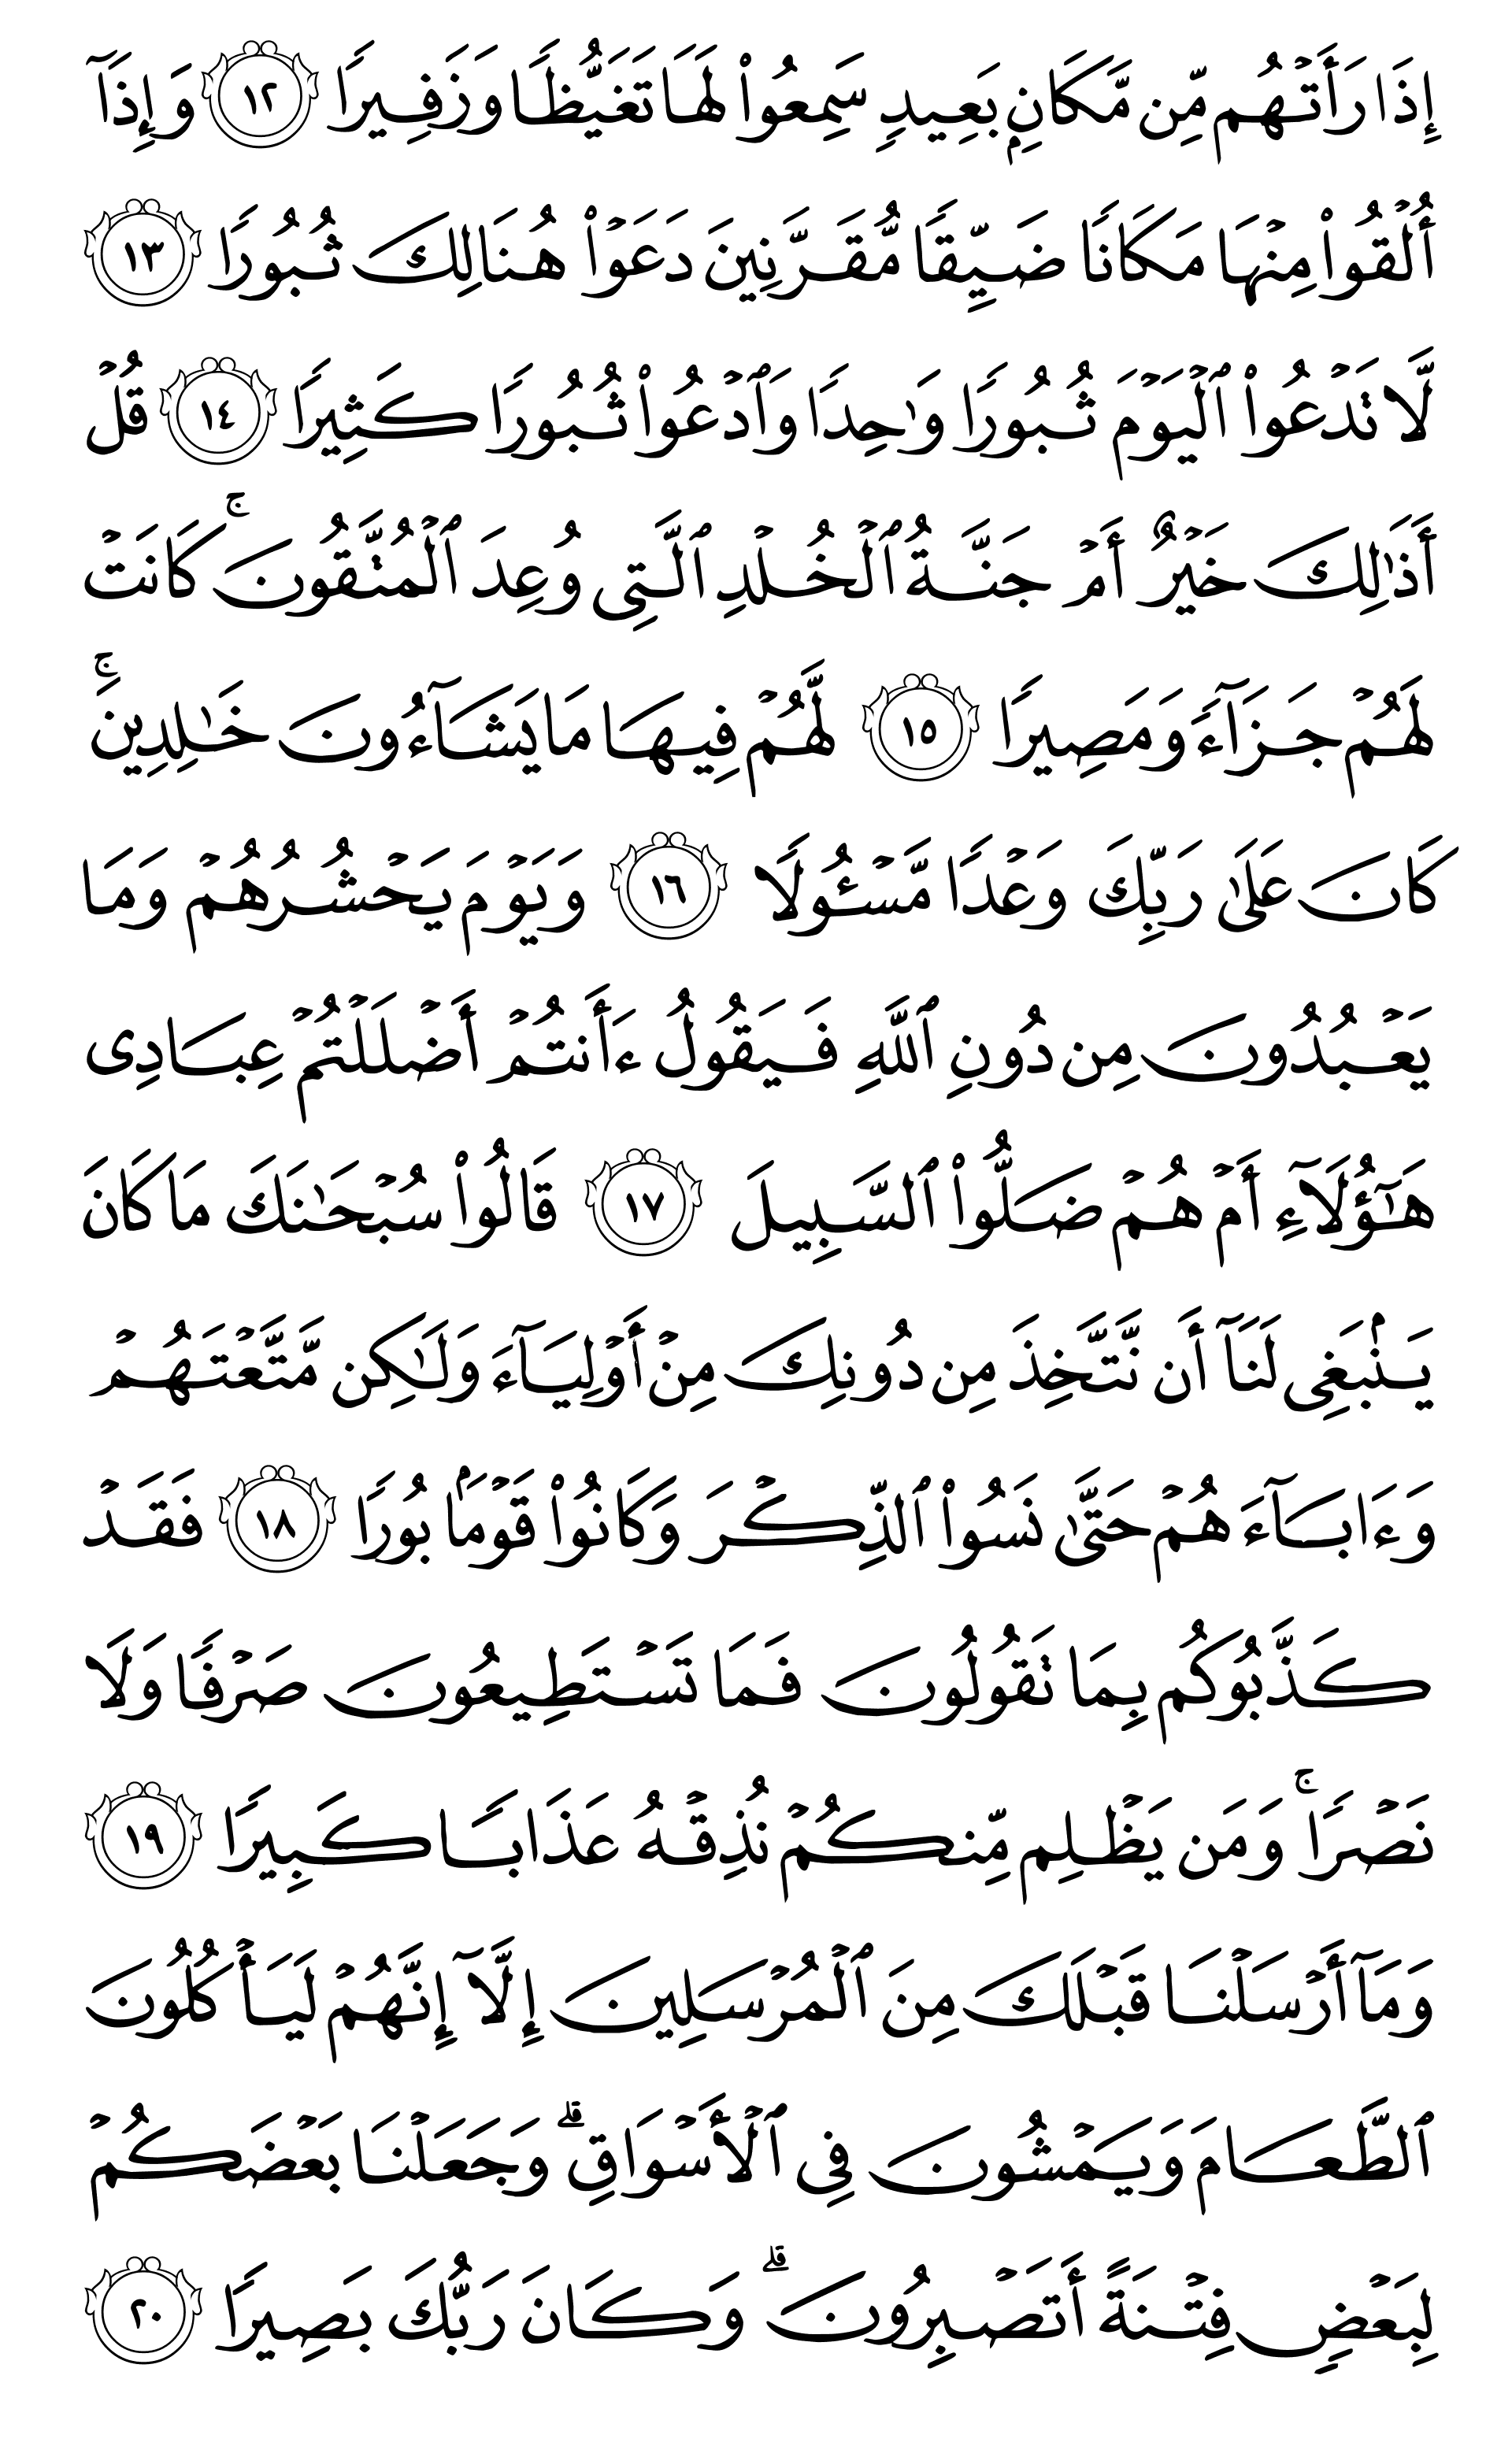 إِذَا رَأَتْهُم مِّن مَّكَانٍۭ بَعِيدٍ سَمِعُوا۟ لَهَا تَغَيُّظًا وَزَفِيرًا ١٢ وَإِذَآ
أُلْقُوا۟ مِنْهَا مَكَانًا ضَيِّقًا مُّقَرَّنِينَ دَعَوْا۟ هُنَالِكَ ثُبُورًا ١٣
لَّا تَدْعُوا۟ ٱلْيَوْمَ ثُبُورًا وَٰحِدًا وَٱدْعُوا۟ ثُبُورًا كَثِيرًا ١٤ قُلْ
أَذَٰلِكَ خَيْرٌ أَمْ جَنَّةُ ٱلْخُلْدِ ٱلَّتِى وُعِدَ ٱلْمُتَّقُونَ ۚ كَانَتْ
لَهُمْ جَزَآءً وَمَصِيرًا ١٥ لَّهُمْ فِيهَا مَا يَشَآءُونَ خَٰلِدِينَ ۚ
كَانَ عَلَىٰ رَبِّكَ وَعْدًا مَّسْـُٔولًا ١٦ وَيَوْمَ يَحْشُرُهُمْ وَمَا
يَعْبُدُونَ مِن دُونِ ٱللَّهِ فَيَقُولُ ءَأَنتُمْ أَضْلَلْتُمْ عِبَادِى
هَٰٓؤُلَآءِ أَمْ هُمْ ضَلُّوا۟ ٱلسَّبِيلَ ١٧ قَالُوا۟ سُبْحَٰنَكَ مَا كَانَ
يَنۢبَغِى لَنَآ أَن نَّتَّخِذَ مِن دُونِكَ مِنْ أَوْلِيَآءَ وَلَٰكِن مَّتَّعْتَهُمْ
وَءَابَآءَهُمْ حَتَّىٰ نَسُوا۟ ٱلذِّكْرَ وَكَانُوا۟ قَوْمًۢا بُورًا ١٨ فَقَدْ
كَذَّبُوكُم بِمَا تَقُولُونَ فَمَا تَسْتَطِيعُونَ صَرْفًا وَلَا
نَصْرًا ۚ وَمَن يَظْلِم مِّنكُمْ نُذِقْهُ عَذَابًا كَبِيرًا ١٩
وَمَآ أَرْسَلْنَا قَبْلَكَ مِنَ ٱلْمُرْسَلِينَ إِلَّآ إِنَّهُمْ لَيَأْكُلُونَ
ٱلطَّعَامَ وَيَمْشُونَ فِى ٱلْأَسْوَاقِ ۗ وَجَعَلْنَا بَعْضَكُمْ
لِبَعْضٍ فِتْنَةً أَتَصْبِرُونَ ۗ وَكَانَ رَبُّكَ بَصِيرًا ٢٠